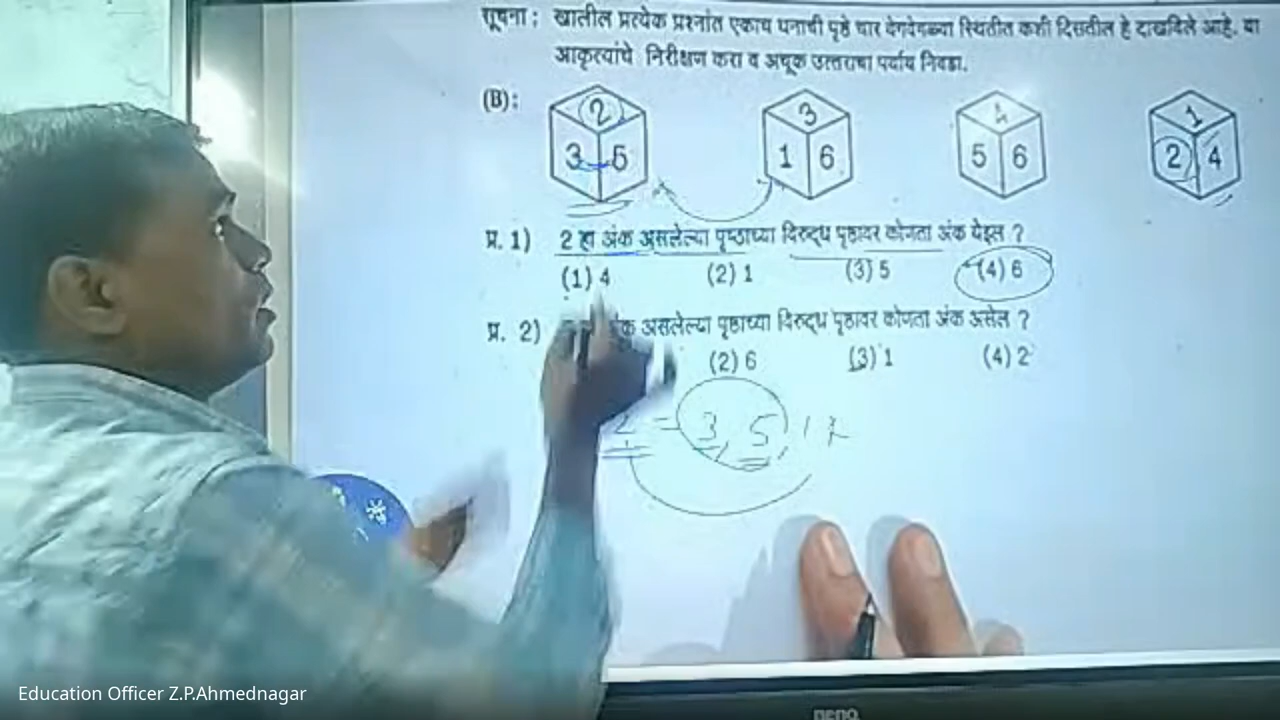 सूचना : खालील प्रत्येक प्रश्नांत एकाच घनाची पृष्ठे चार वेगवेगळ्या स्थितीत कशी दिसतील हे दाखविले आहे. या
आकृत्यांचे निरीक्षण करा व अचूक उत्तराचा पर्याय निवडा.
(B):
2 3 5
3 1 6
4 5 6
1 2 4
प्र. 1) 2 हा अंक असलेल्या पृष्ठाच्या विरुद्ध पृष्ठावर कोणता अंक येईल ?
(1) 4 (2) 1 (3) 5 (4) 6
प्र. 2) अंक असलेल्या पृष्ठाच्या विरुद्ध पृष्ठावर कोणता अंक असेल ?
(2) 6 (3) 1 (4) 2
2 = 3, 5, 1
Education Officer Z.P.Ahmednagar
benq